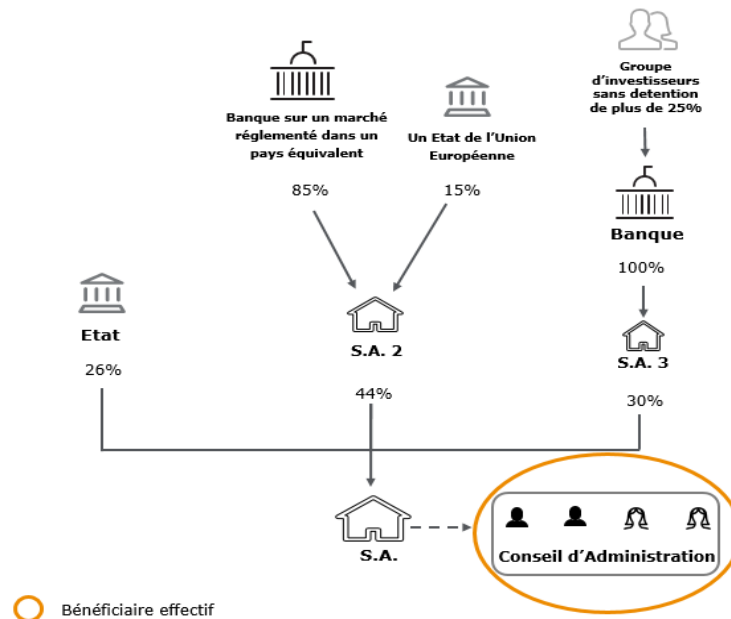 Groupe
d'investisseurs
sans detention
de plus de 25%
Banque sur un marché
réglementé dans un
pays équivalent
Un Etat de l'Union
Européenne
85%
15%
Banque
100%
Etat
26%
S.A. 2
44%
S.A. 3
30%
S.A.
Conseil d'Administration
Bénéficiaire effectif